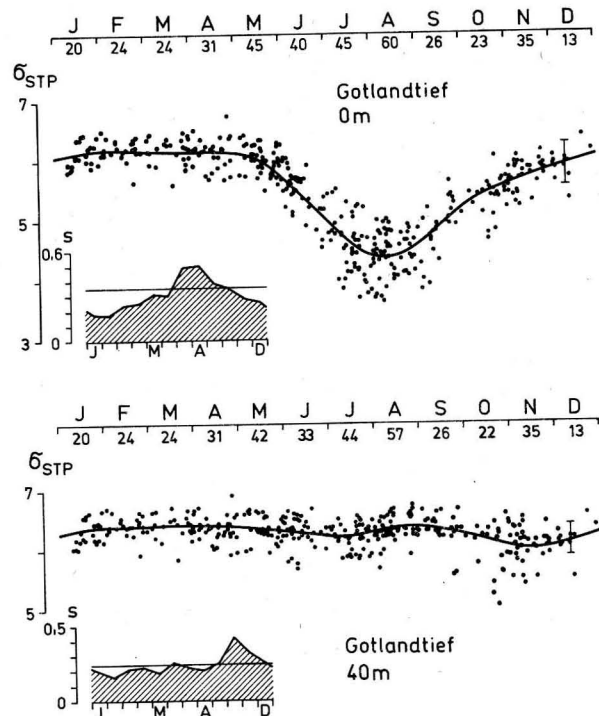 J F M A M J J A S O N D
20 24 24 31 45 40 45 60 26 23 35 13
σSTP
Gotlandtief
0m
7
5
3
S
0.6
0
J M A D
J F M A M J J A S O N D
20 24 24 31 42 33 44 57 26 22 35 13
σSTP
7
5
S
0.5
0
Gotlandtief
40m
J M A D